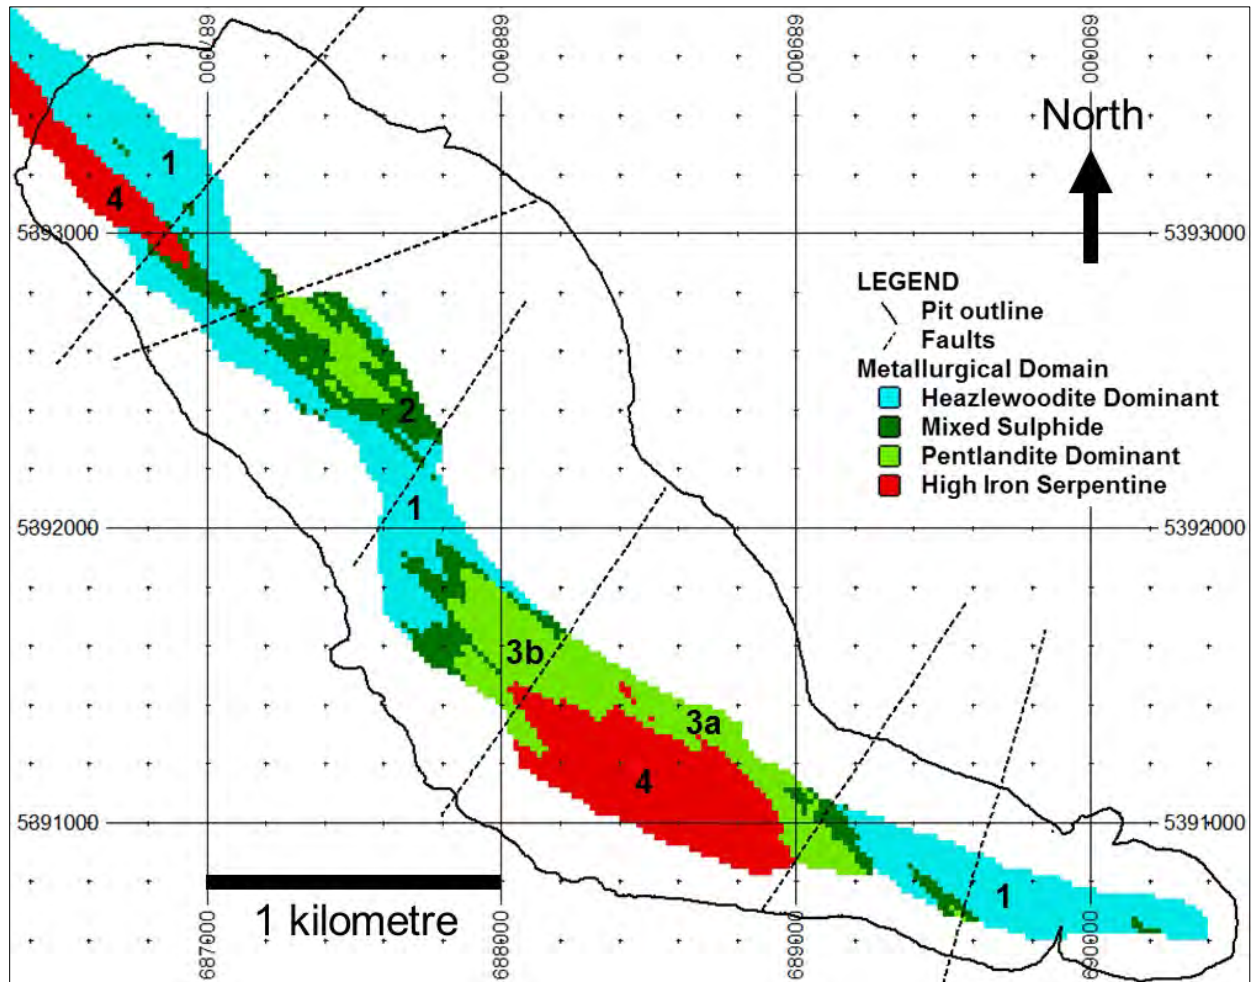 687000
688000
689000
690000
North
1
4
5393000
5393000
LEGEND
Pit outline
Faults
Metallurgical Domain
Heazlewoodite Dominant
Mixed Sulphide
Pentlandite Dominant
High Iron Serpentine
2
1
5392000
5392000
3b
3a
4
5391000
5391000
1
1 kilometre
687000
688000
689000
690000